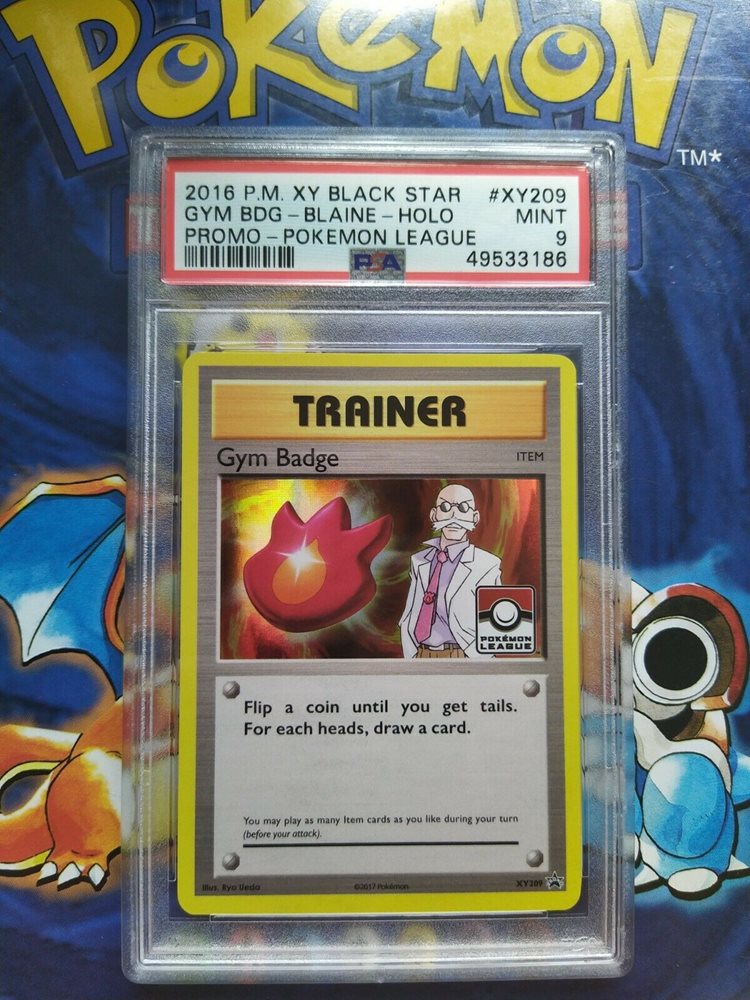 POKéMON
TM*
2016 P.M. XY BLACK STAR #XY209
GYM BDG – BLAINE – HOLO MINT
PROMO – POKEMON LEAGUE 9
PSA 49533186
TRAINER
Gym Badge ITEM
POKÉMON
LEAGUE
Flip a coin until you get tails.
For each heads, draw a card.
You may play as many Item cards as you like during your turn
(before your attack).
Illus. Ryo Ueda ©2017 Pokémon XY209